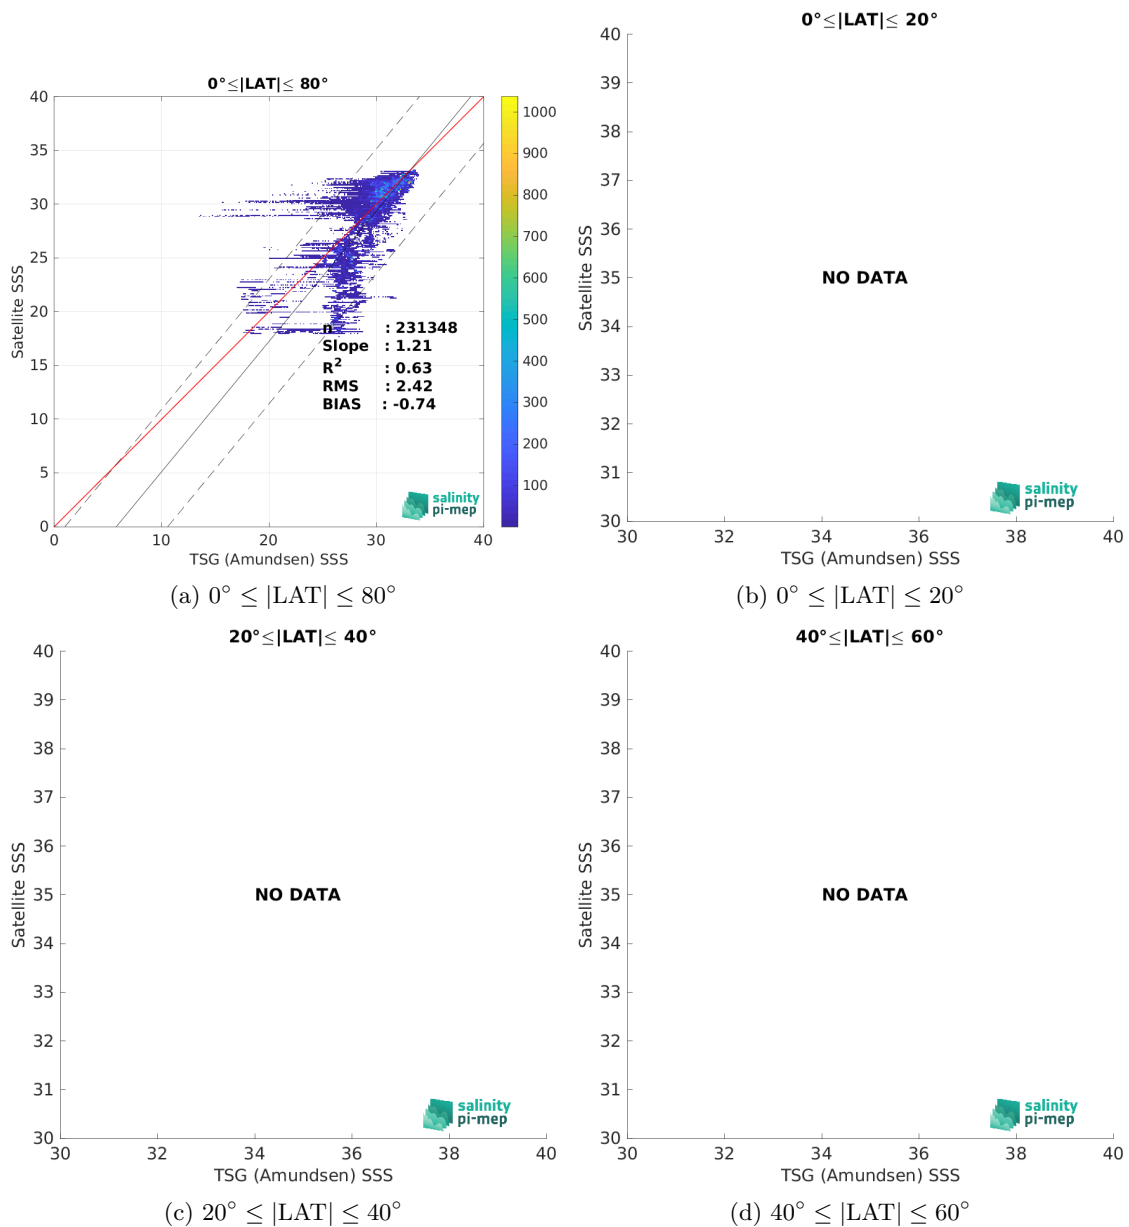 0°≤|LAT|≤ 80°
40
35
30
25
20
15
10
5
0
0
10
20
30
40
Satellite SSS
TSG (Amundsen) SSS
n : 231348
Slope : 1.21
R² : 0.63
RMS : 2.42
BIAS : -0.74
1000
900
800
700
600
500
400
300
200
100
salinity
pi-mep
(a) 0° ≤ |LAT| ≤ 80°
0°≤|LAT|≤ 20°
40
39
38
37
36
35
34
33
32
31
30
30
32
34
36
38
40
Satellite SSS
NO DATA
TSG (Amundsen) SSS
salinity
pi-mep
(b) 0° ≤ |LAT| ≤ 20°
20°≤|LAT|≤ 40°
40
39
38
37
36
35
34
33
32
31
30
30
32
34
36
38
40
Satellite SSS
NO DATA
TSG (Amundsen) SSS
salinity
pi-mep
(c) 20° ≤ |LAT| ≤ 40°
40°≤|LAT|≤ 60°
40
39
38
37
36
35
34
33
32
31
30
30
32
34
36
38
40
Satellite SSS
NO DATA
TSG (Amundsen) SSS
salinity
pi-mep
(d) 40° ≤ |LAT| ≤ 60°